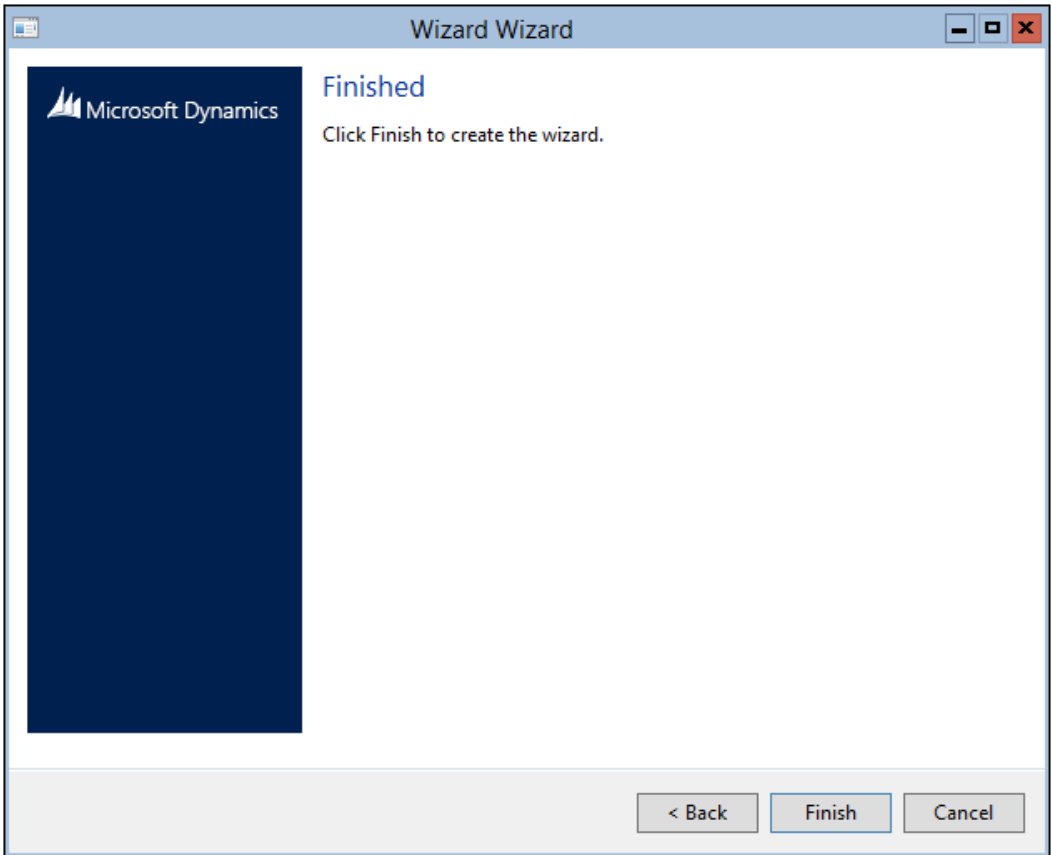 Wizard Wizard
Microsoft Dynamics
Finished
Click Finish to create the wizard.
< Back
Finish
Cancel